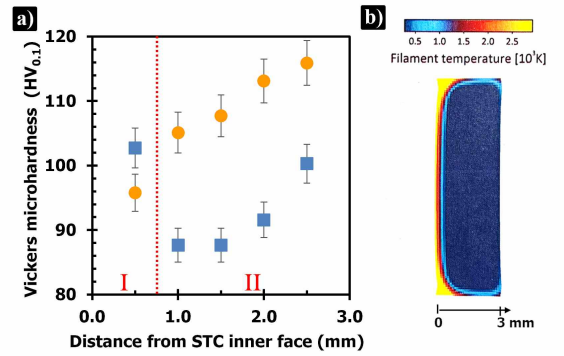 a)
120
110
100
90
80
Vickers microhardness (HV0.1)
I
II
0.0
1.0
2.0
3.0
Distance from STC inner face (mm)
b)
0.5 1.0 1.5 2.0 2.5
Filament temperature [10³K]
0 3 mm